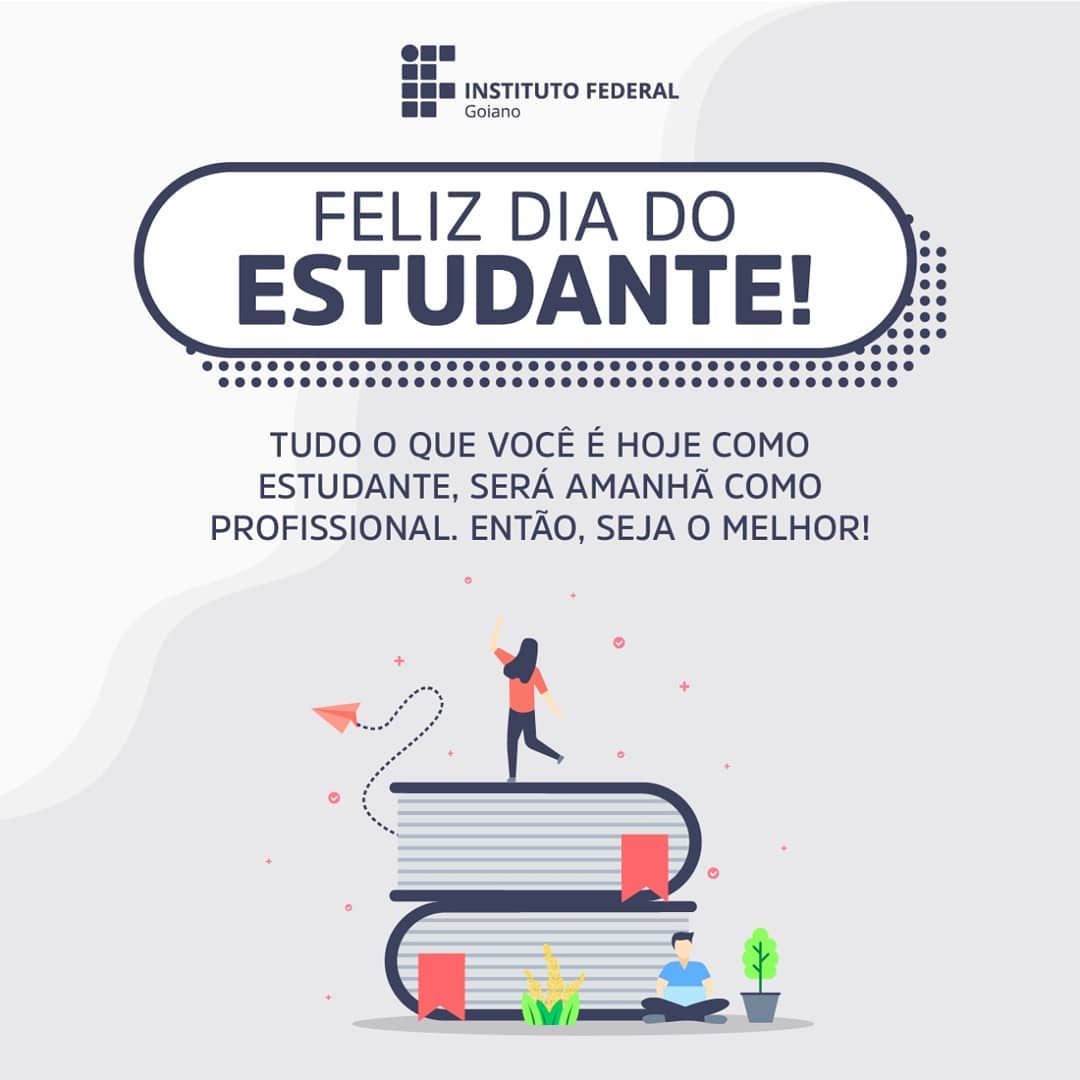 INSTITUTO FEDERAL
Goiano
FELIZ DIA DO
ESTUDANTE!
TUDO O QUE VOCÊ É HOJE COMO
ESTUDANTE, SERÁ AMANHÃ COMO
PROFISSIONAL. ENTÃO, SEJA O MELHOR!